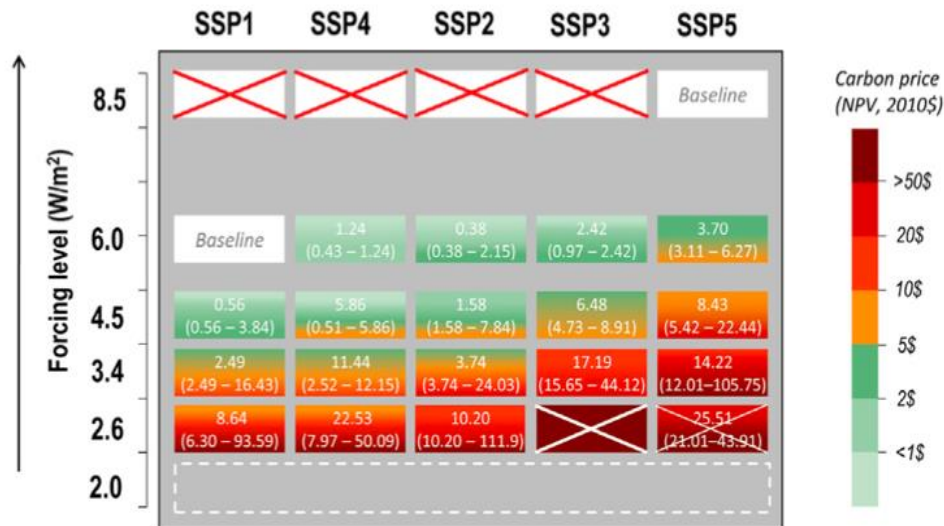 SSP1 SSP4 SSP2 SSP3 SSP5
8.5 Baseline
Carbon price
(NPV, 2010$)
>50$
20$
10$
5$
2$
<1$
Forcing level (W/m²)
6.0 Baseline 1.24 0.38 2.42 3.70
(0.43 – 1.24) (0.38 – 2.15) (0.97 – 2.42) (3.11 – 6.27)
4.5 0.56 5.86 1.58 6.48 8.43
(0.56 – 3.84) (0.51 – 5.86) (1.58 – 7.84) (4.73 – 8.91) (5.42 – 22.44)
3.4 2.49 11.44 3.74 17.19 14.22
(2.49 – 16.43) (2.52 – 12.15) (3.74 – 24.03) (15.65 – 44.12) (12.01–105.75)
2.6 8.64 22.53 10.20 25.51
(6.30 – 93.59) (7.97 – 50.09) (10.20 – 111.9) (21.01–43.91)
2.0